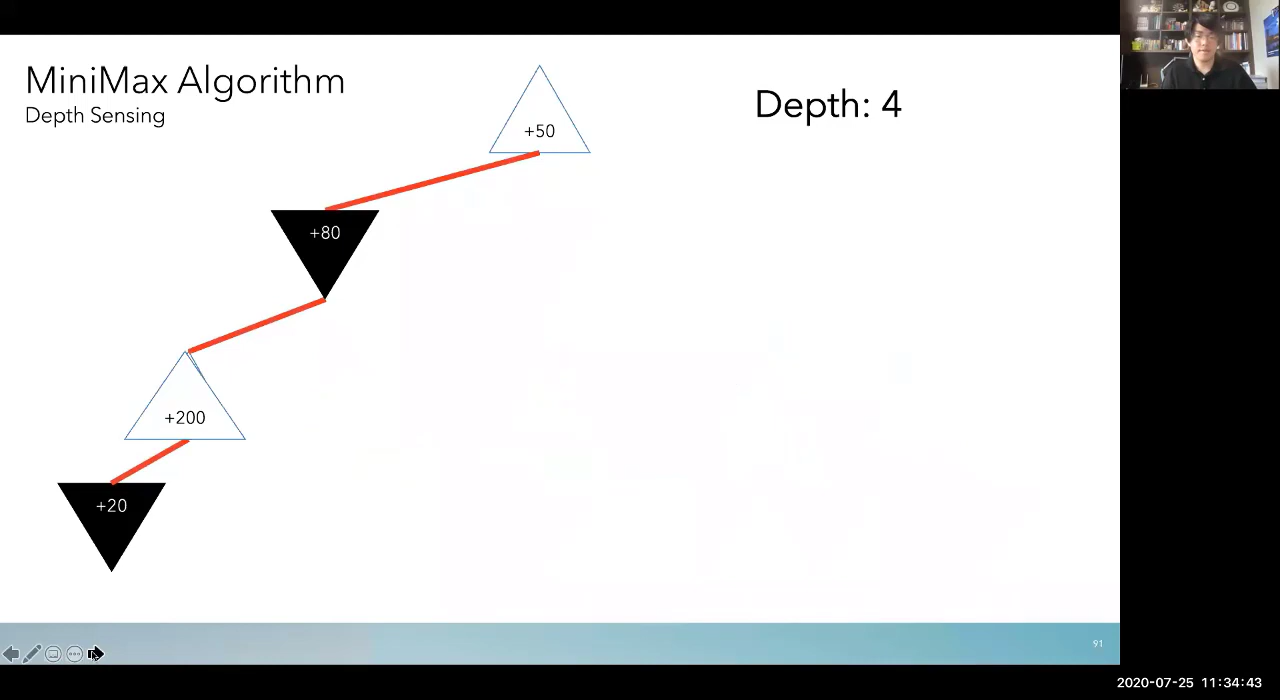 MiniMax Algorithm
Depth Sensing
Depth: 4
+50
+80
+200
+20
91
2020-07-25 11:34:43